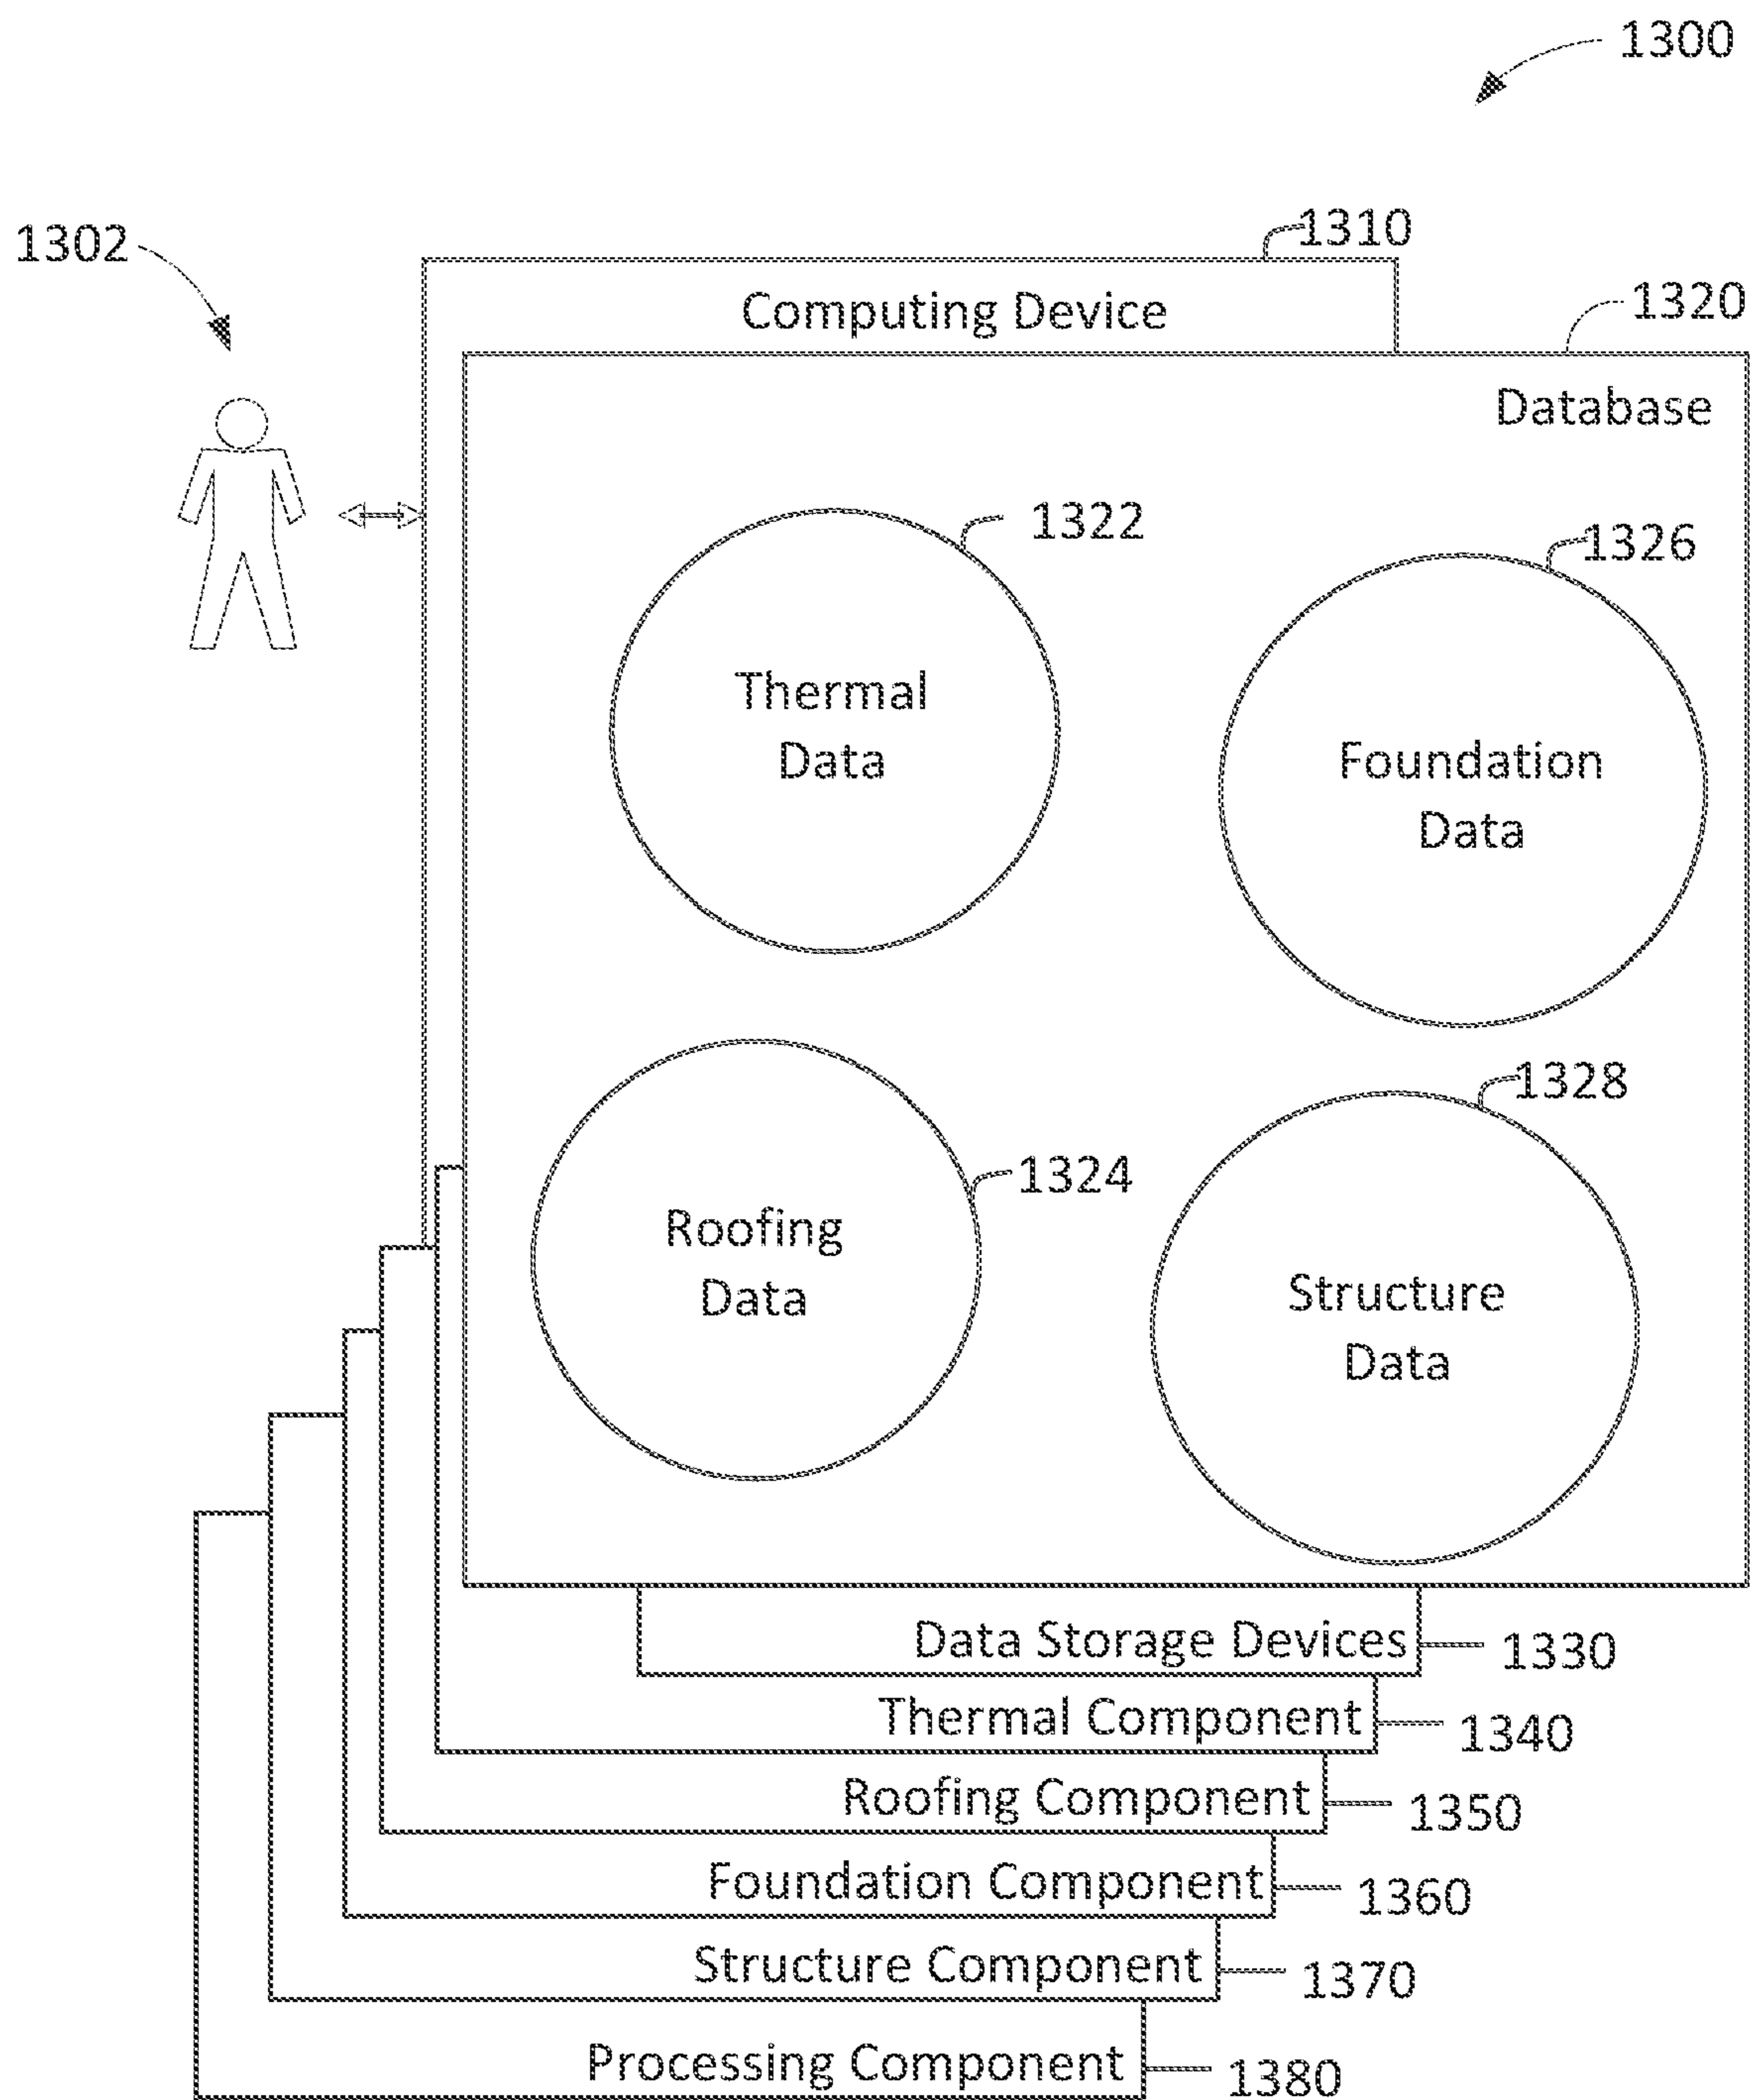 1300
1302
1310
Computing Device
1320
Database
1322
1326
Thermal
Data
Foundation
Data
1328
1324
Roofing
Data
Structure
Data
Data Storage Devices
1330
Thermal Component
1340
Roofing Component
1350
Foundation Component
1360
Structure Component
1370
Processing Component
1380